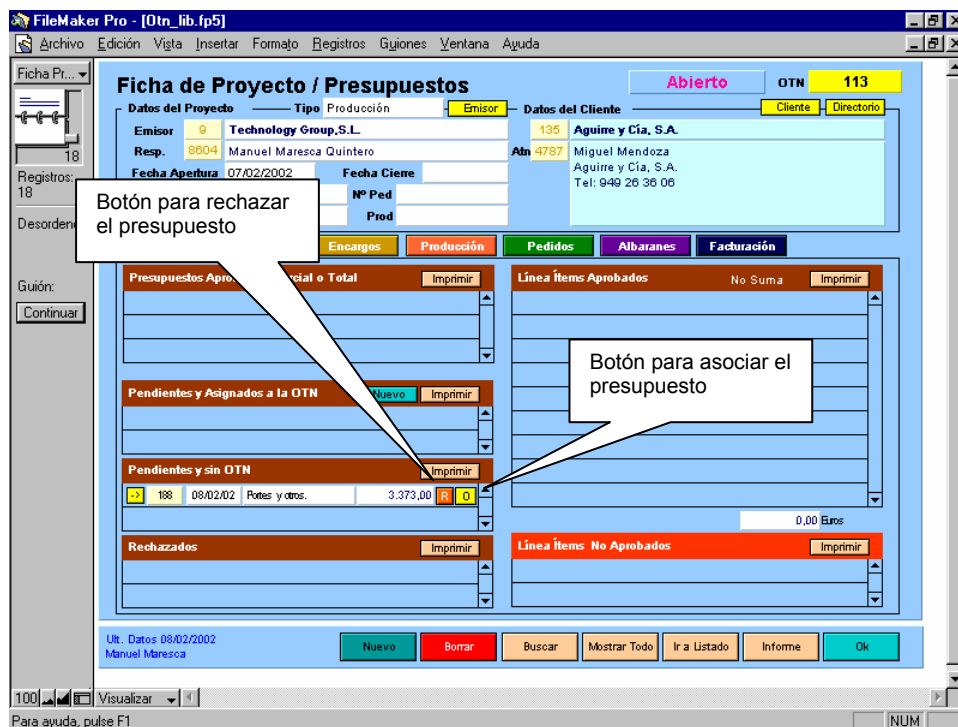 FileMaker Pro - [Otn_lib.fp5]
Archivo Edición Vista Insertar Formato Registros Guiones Ventana Ayuda
Ficha Pr...
18
Registros:
18
Desordena
Guión:
Continuar
Ficha de Proyecto / Presupuestos
Abierto OTN 113
Datos del Proyecto Tipo Producción Emisor Datos del Cliente Cliente Directorio
Emisor 9 Technology Group,S.L. 135 Aguirre y Cía, S.A.
Resp. 8604 Manuel Maresca Quintero Atn 4787 Miguel Mendoza
Aguirre y Cía, S.A.
Fecha Apertura 07/02/2002 Fecha Cierre
Tel: 949 26 36 06
Nº Ped
Prod
Botón para rechazar
el presupuesto
Encargos Producción Pedidos Albaranes Facturación
Presupuestos Apro cial o Total Imprimir Línea Ítems Aprobados No Suma Imprimir
Botón para asociar el
presupuesto
Pendientes y Asignados a la OTN Nuevo Imprimir
Pendientes y sin OTN Imprimir
-> 188 08/02/02 Portes y otros. 3.373,00 R O
0,00 Euros
Rechazados Imprimir Línea Ítems No Aprobados Imprimir
Ult. Datos 08/02/2002
Manuel Maresca
Nuevo Borrar Buscar Mostrar Todo Ir a Listado Informe Ok
100 Visualizar
Para ayuda, pulse F1 NUM